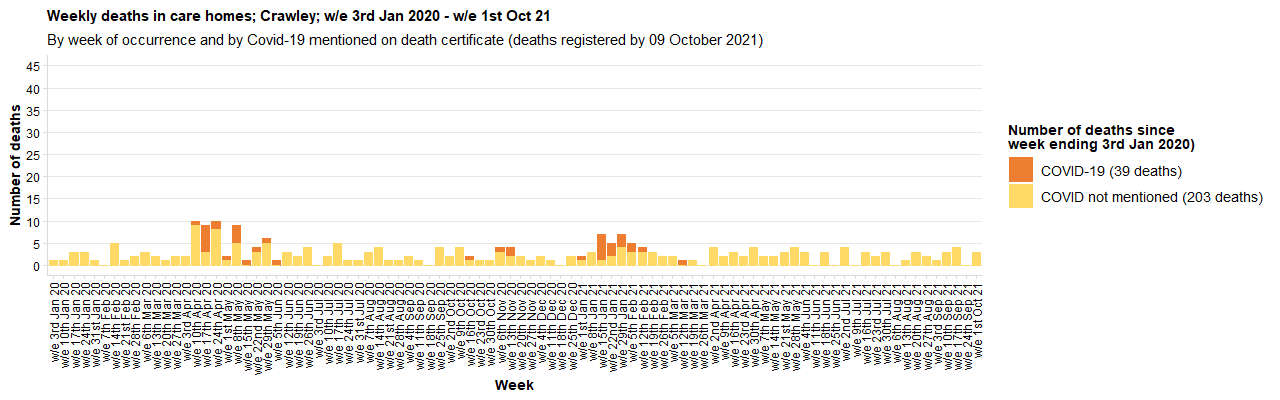 Weekly deaths in care homes; Crawley; w/e 3rd Jan 2020 - w/e 1st Oct 21
By week of occurrence and by Covid-19 mentioned on death certificate (deaths registered by 09 October 2021)
Number of deaths
45
40
35
30
25
20
15
10
5
0
w/e 3rd Jan 20
w/e 10th Jan 20
w/e 17th Jan 20
w/e 24th Jan 20
w/e 31st Jan 20
w/e 7th Feb 20
w/e 14th Feb 20
w/e 21st Feb 20
w/e 28th Feb 20
w/e 6th Mar 20
w/e 13th Mar 20
w/e 20th Mar 20
w/e 27th Mar 20
w/e 3rd Apr 20
w/e 10th Apr 20
w/e 17th Apr 20
w/e 24th Apr 20
w/e 1st May 20
w/e 8th May 20
w/e 15th May 20
w/e 22nd May 20
w/e 29th May 20
w/e 5th Jun 20
w/e 12th Jun 20
w/e 19th Jun 20
w/e 26th Jun 20
w/e 3rd Jul 20
w/e 10th Jul 20
w/e 17th Jul 20
w/e 24th Jul 20
w/e 31st Jul 20
w/e 7th Aug 20
w/e 14th Aug 20
w/e 21st Aug 20
w/e 28th Aug 20
w/e 4th Sep 20
w/e 11th Sep 20
w/e 18th Sep 20
w/e 25th Sep 20
w/e 2nd Oct 20
w/e 9th Oct 20
w/e 16th Oct 20
w/e 23rd Oct 20
w/e 30th Oct 20
w/e 6th Nov 20
w/e 13th Nov 20
w/e 20th Nov 20
w/e 27th Nov 20
w/e 4th Dec 20
w/e 11th Dec 20
w/e 18th Dec 20
w/e 25th Dec 20
w/e 1st Jan 21
w/e 8th Jan 21
w/e 15th Jan 21
w/e 22nd Jan 21
w/e 29th Jan 21
w/e 5th Feb 21
w/e 12th Feb 21
w/e 19th Feb 21
w/e 26th Feb 21
w/e 5th Mar 21
w/e 12th Mar 21
w/e 19th Mar 21
w/e 26th Mar 21
w/e 2nd Apr 21
w/e 9th Apr 21
w/e 16th Apr 21
w/e 23rd Apr 21
w/e 30th Apr 21
w/e 7th May 21
w/e 14th May 21
w/e 21st May 21
w/e 28th May 21
w/e 4th Jun 21
w/e 11th Jun 21
w/e 18th Jun 21
w/e 25th Jun 21
w/e 2nd Jul 21
w/e 9th Jul 21
w/e 16th Jul 21
w/e 23rd Jul 21
w/e 30th Jul 21
w/e 6th Aug 21
w/e 13th Aug 21
w/e 20th Aug 21
w/e 27th Aug 21
w/e 3rd Sep 21
w/e 10th Sep 21
w/e 17th Sep 21
w/e 24th Sep 21
w/e 1st Oct 21
Week
Number of deaths since
week ending 3rd Jan 2020)
COVID-19 (39 deaths)
COVID not mentioned (203 deaths)